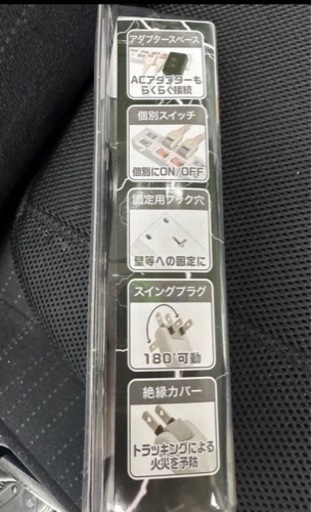 アダプタースペース
ACアダプターも
らくらく接続
個別スイッチ
個別にON/OFF
固定用フック穴
壁等への固定に
スイングプラグ
180°可動
絶縁カバー
トラッキングによる
火災を予防